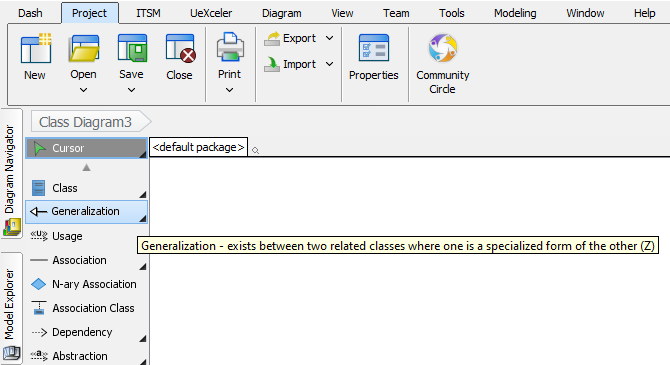 Dash Project ITSM UeXceler Diagram View Team Tools Modeling Window Help
New Open Save Close Print Export Import Properties Community Circle
Class Diagram3
Diagram Navigator
Model Explorer
Cursor
<default package>
Class
Generalization
Usage
Generalization - exists between two related classes where one is a specialized form of the other (Z)
Association
N-ary Association
Association Class
Dependency
Abstraction